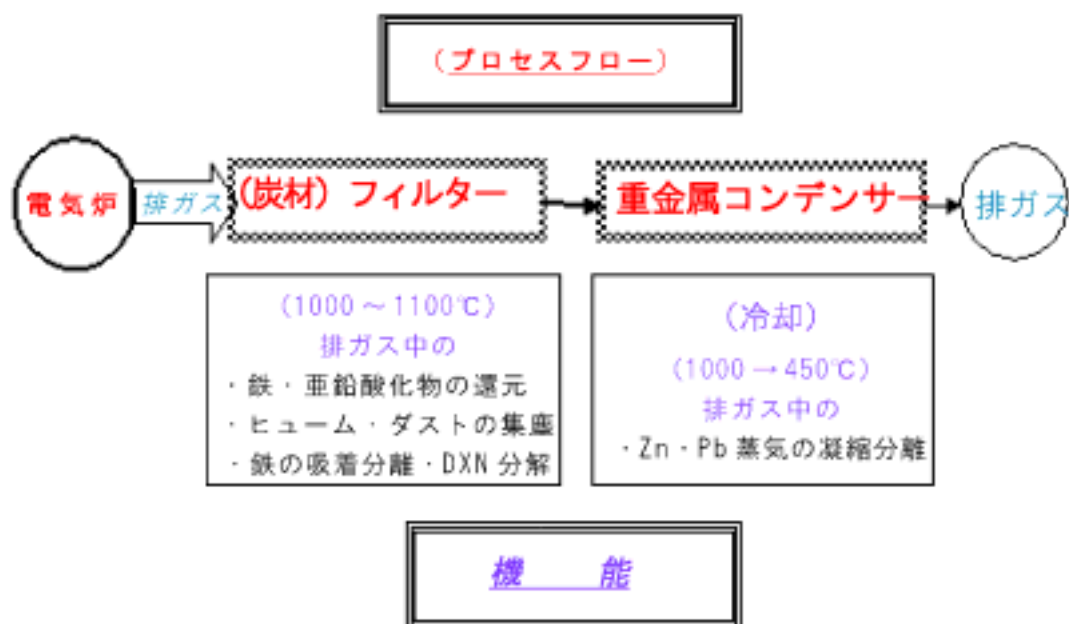 （プロセスフロー）
電気炉
排ガス
（炭材）フィルター
重金属コンデンサー
排ガス
（1000～1100℃）
排ガス中の
・鉄・亜鉛酸化物の還元
・ヒューム・ダストの集塵
・鉄の吸着分離・DXN分解
（冷却）
（1000→450℃）
排ガス中の
・Zn・Pb蒸気の凝縮分離
機　能